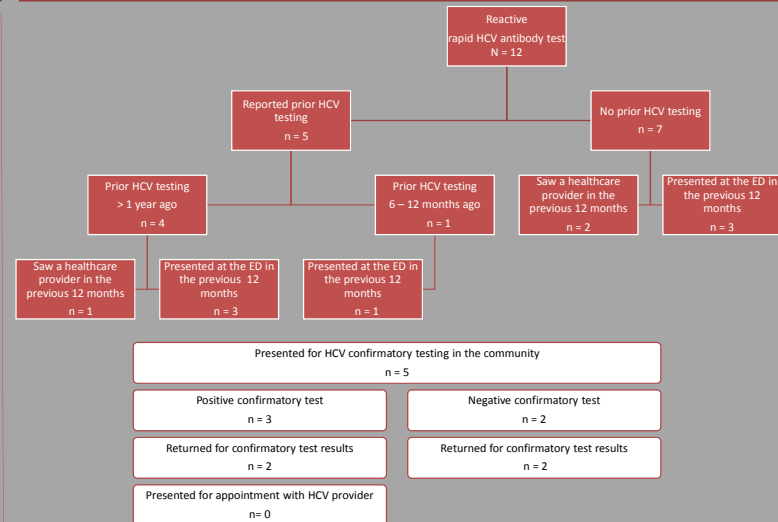 Reactive
rapid HCV antibody test
N = 12
Reported prior HCV
testing
n = 5
No prior HCV testing
n = 7
Prior HCV testing
> 1 year ago
n = 4
Prior HCV testing
6 – 12 months ago
n = 1
Saw a healthcare
provider in the
previous 12 months
n = 2
Presented at the ED in
the previous 12
months
n = 3
Saw a healthcare
provider in the
previous 12 months
n = 1
Presented at the ED in
the previous 12
months
n = 3
Presented at the ED in
the previous 12
months
n = 1
Presented for HCV confirmatory testing in the community
n = 5
Positive confirmatory test
n = 3
Negative confirmatory test
n = 2
Returned for confirmatory test results
n = 2
Returned for confirmatory test results
n = 2
Presented for appointment with HCV provider
n= 0